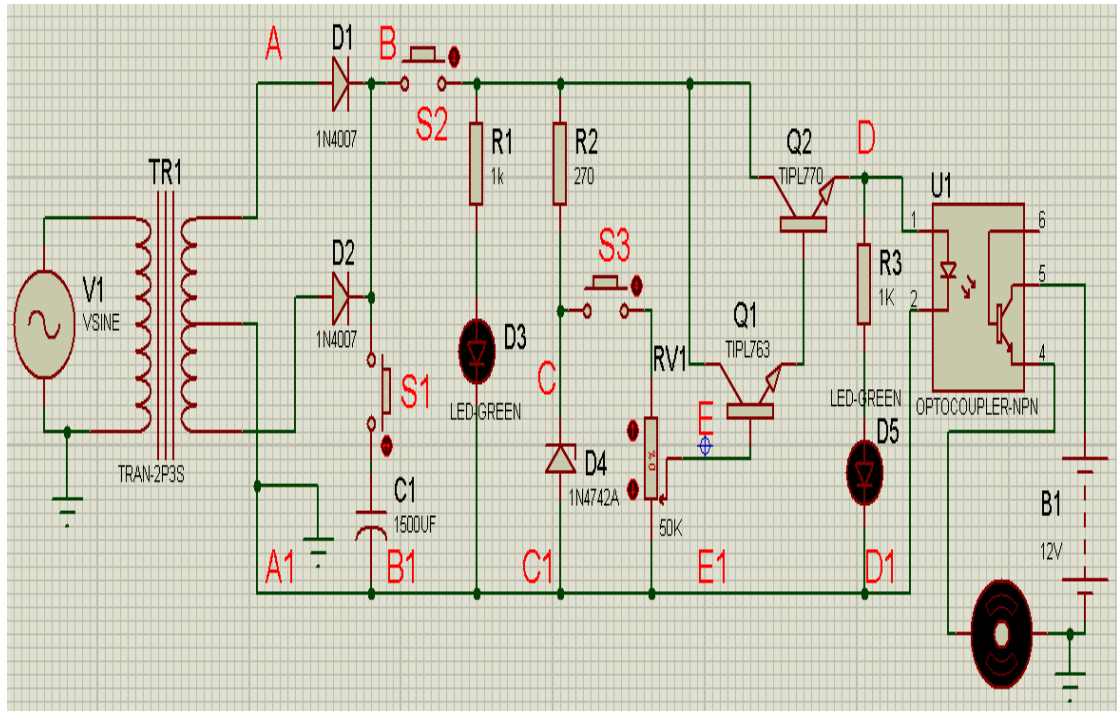 A
D1
B
1N4007
S2
R1
1k
R2
270
Q2
TIPL770
D
TR1
U1
1
6
D2
1N4007
S3
R3
1K
5
2
V1
VSINE
Q1
TIPL763
S1
D3
LED-GREEN
C
RV1
4
OPTOCOUPLER-NPN
LED-GREEN
E
D5
0%
D4
1N4742A
TRAN-2P3S
C1
1500UF
50K
B1
12V
A1
B1
C1
E1
D1